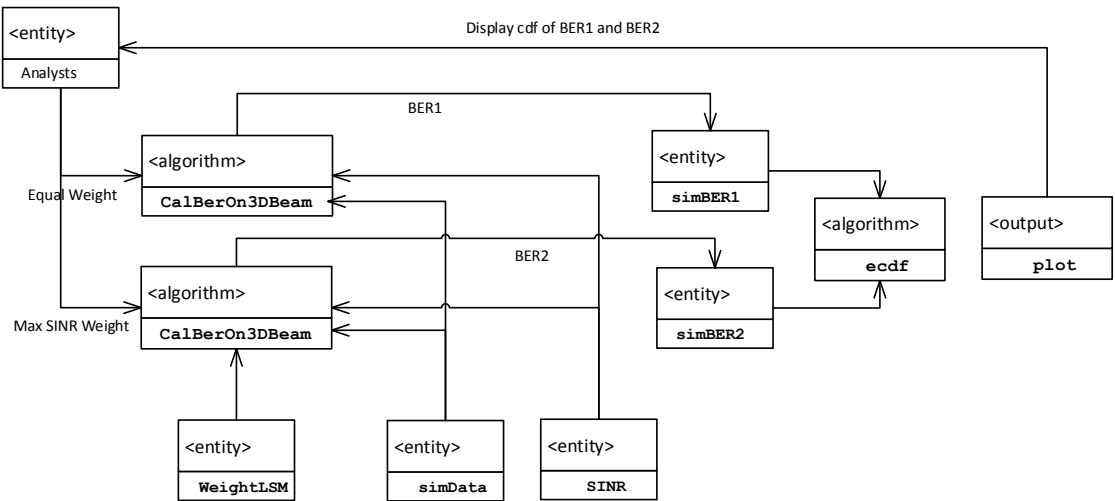 <entity>
Analysts
Display cdf of BER1 and BER2
BER1
<algorithm>
CalBerOn3DBeam
Equal Weight
<entity>
simBER1
<algorithm>
ecdf
<output>
plot
BER2
<algorithm>
CalBerOn3DBeam
Max SINR Weight
<entity>
simBER2
<entity>
WeightLSM
<entity>
simData
<entity>
SINR